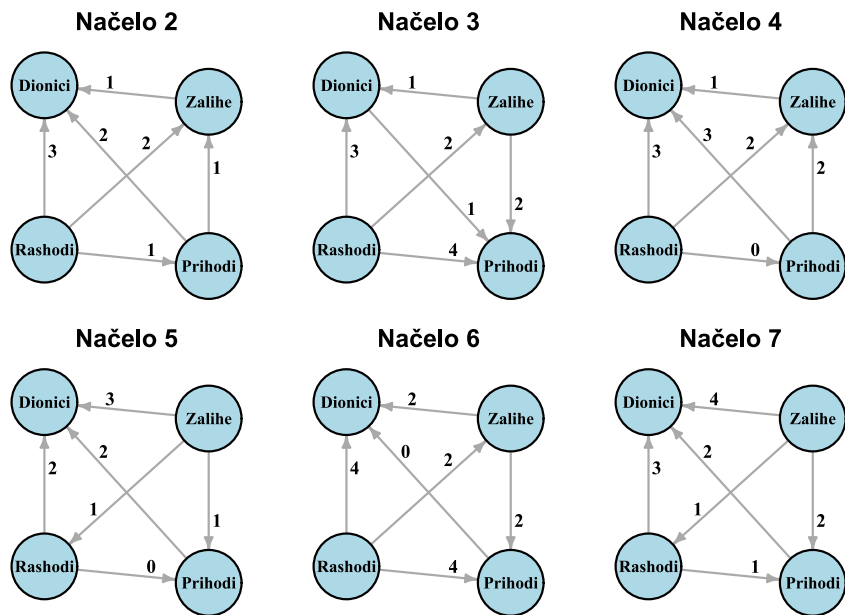 Načelo 2
Dionici
Zalihe
Rashodi
Prihodi
1
3
2
2
1
1
Načelo 3
Dionici
Zalihe
Rashodi
Prihodi
1
3
2
1
2
4
Načelo 4
Dionici
Zalihe
Rashodi
Prihodi
1
3
3
2
2
0
Načelo 5
Dionici
Zalihe
Rashodi
Prihodi
3
2
2
1
1
0
Načelo 6
Dionici
Zalihe
Rashodi
Prihodi
2
4
0
2
2
4
Načelo 7
Dionici
Zalihe
Rashodi
Prihodi
4
3
2
1
2
1